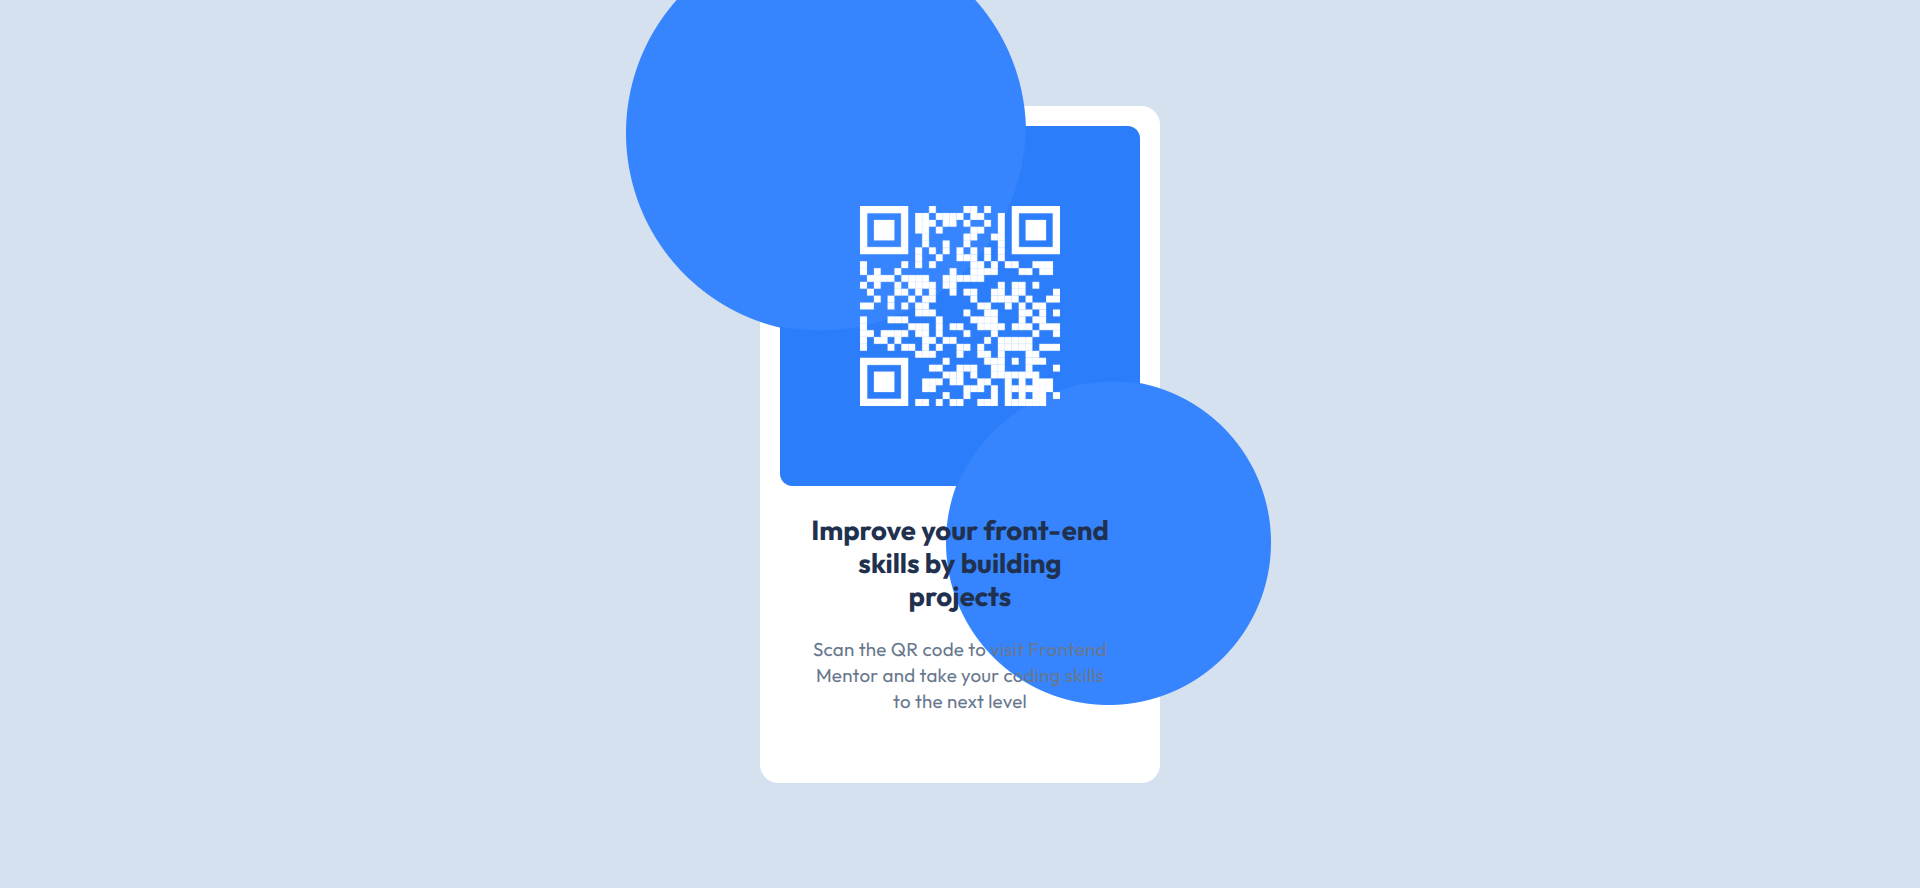 Improve your front-end
skills by building
projects
Scan the QR code to visit Frontend
Mentor and take your coding skills
to the next level